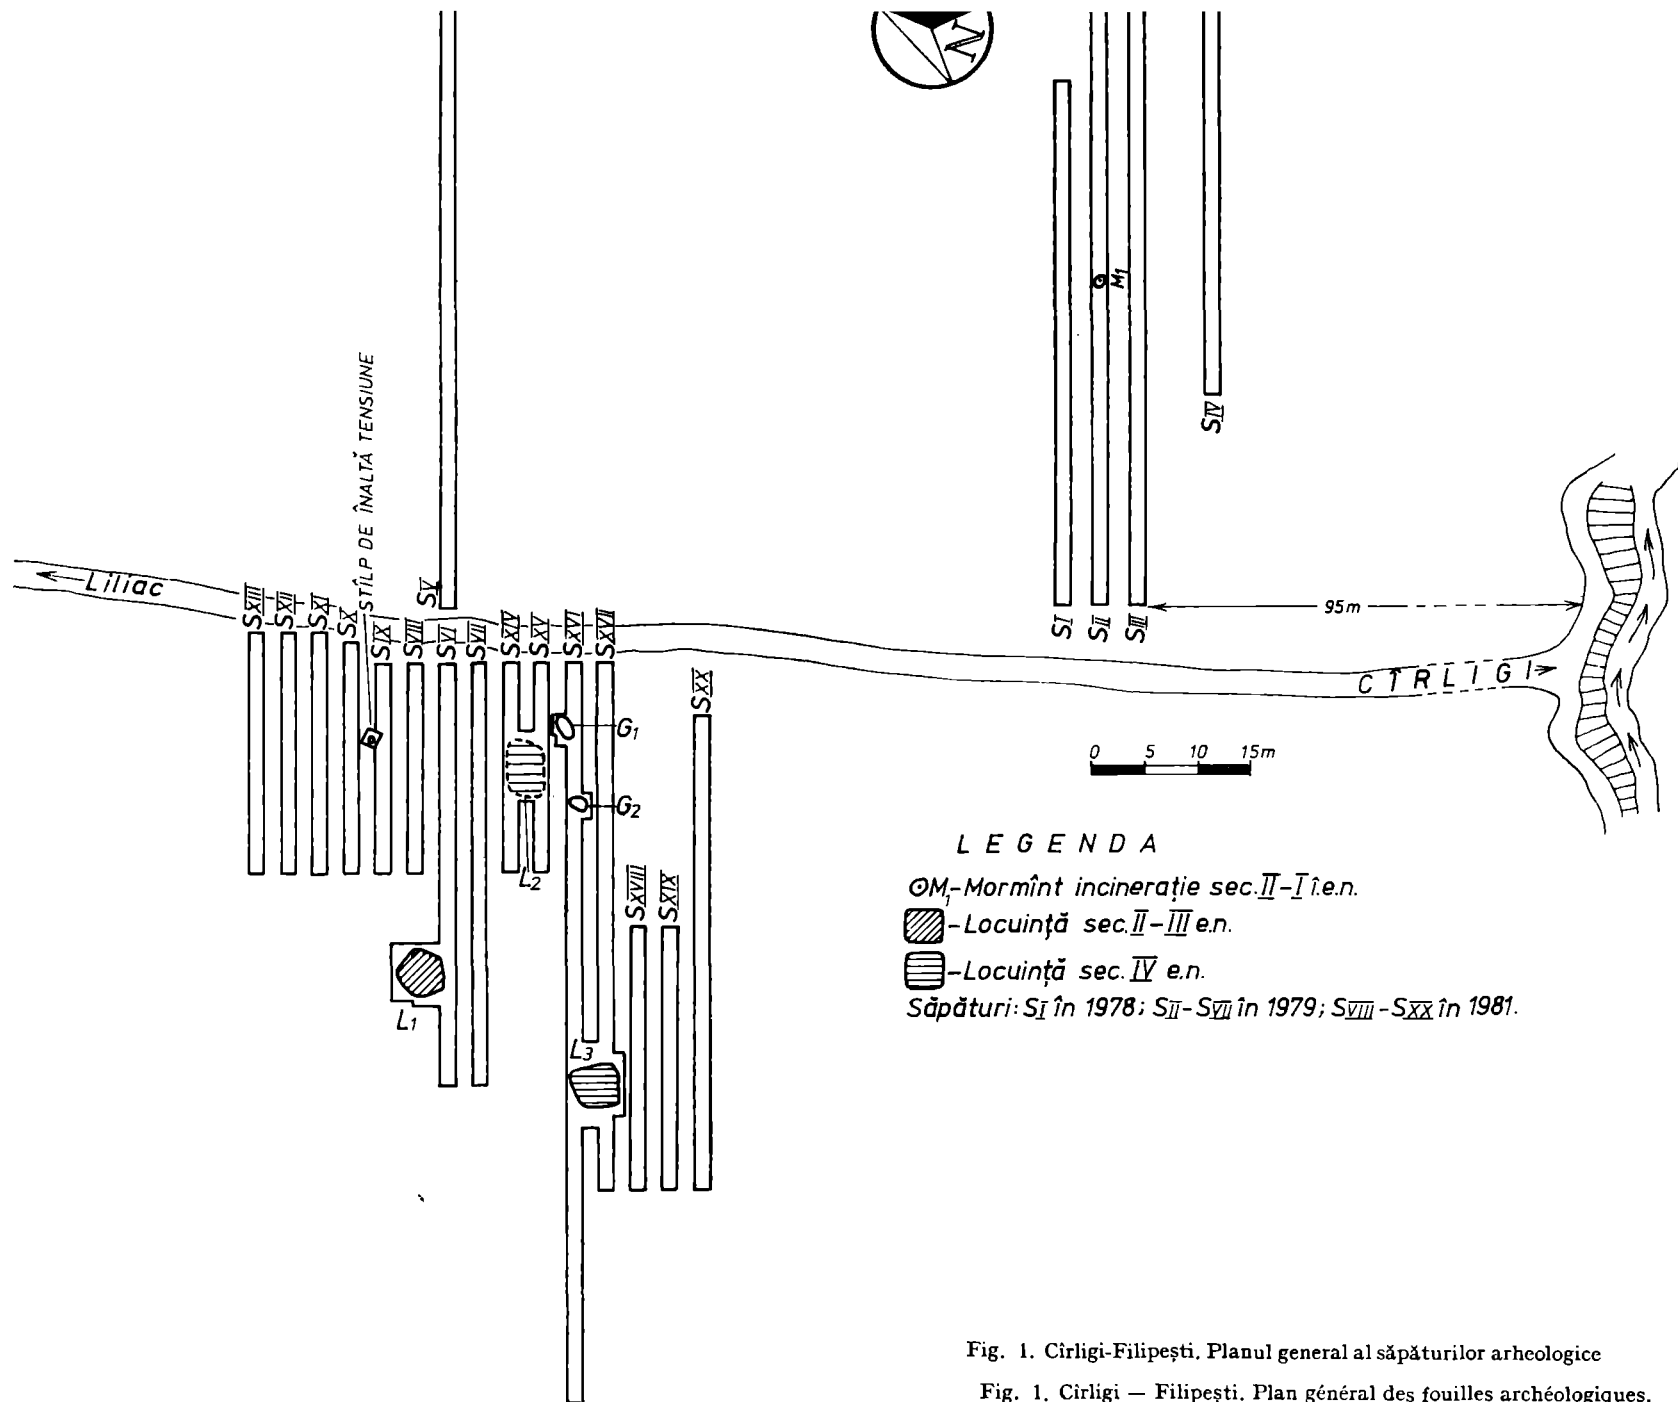 N
M1
STÎLP DE ÎNALTĂ TENSIUNE
SIV
Liliac
SXIII
SXII
SXI
SX
SIX
SVIII
SV
SVI
SVII
SXIV
SXV
SXVI
SXVII
SI
SII
SIII
95m
CÎRLIGI
SXX
G1
G2
0 5 10 15m
L2
SXVIII
SXIX
L1
L3
LEGENDA
M1-Mormînt incinerație sec. II-I î.e.n.
-Locuință sec. II-III e.n.
-Locuință sec. IV e.n.
Săpături: SI în 1978; SII-SVII în 1979; SVIII-SXX în 1981.
Fig. 1. Cîrligi-Filipești. Planul general al săpăturilor arheologice
Fig. 1. Cîrligi — Filipești. Plan général des fouilles archéologiques.